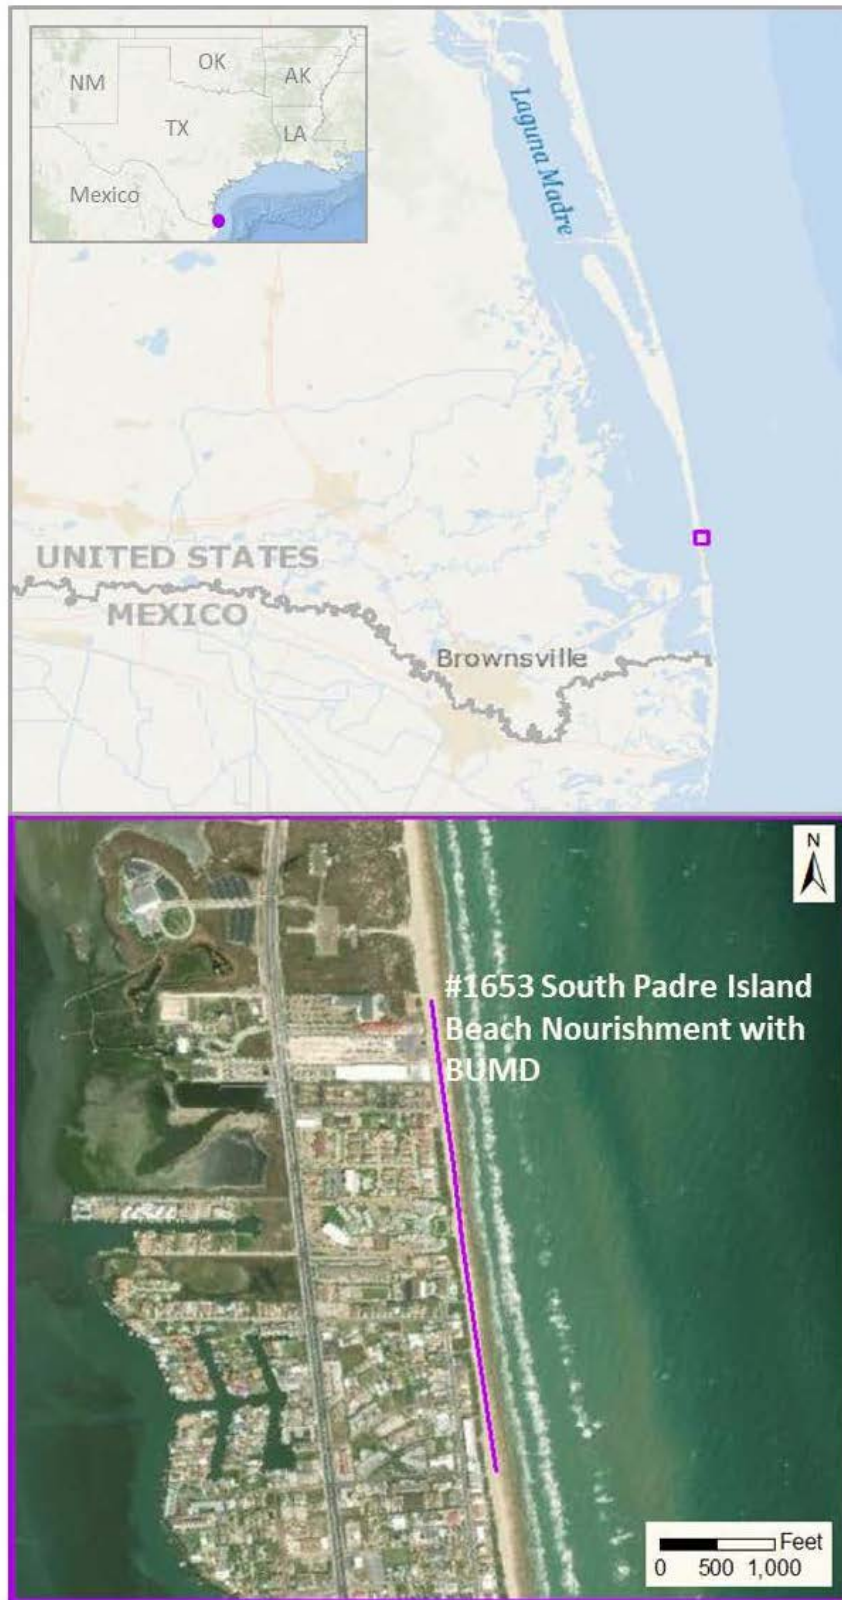 NM
OK
AK
TX
LA
Mexico
Laguna Madre
UNITED STATES
MEXICO
Brownsville
N
#1653 South Padre Island
Beach Nourishment with
BUMD
Feet
0 500 1,000